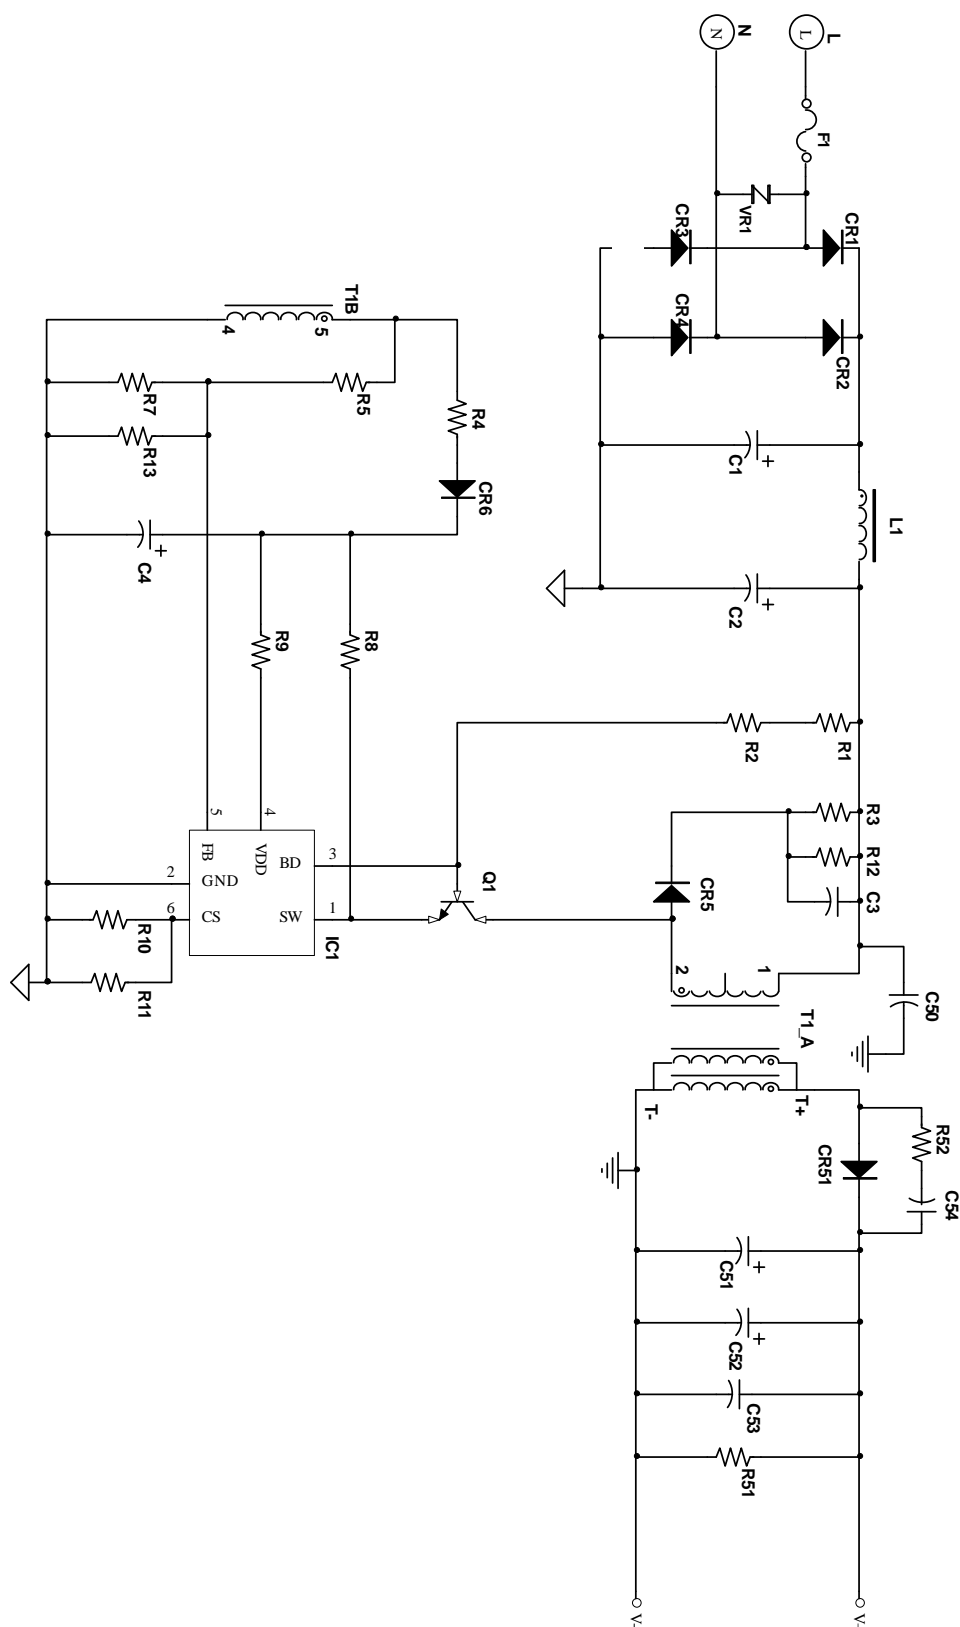 L
L
N
N
F1
VR1
CR1
CR3
CR4
CR2
T1B
5
4
R5
R7
R4
R13
C1
CR6
L1
C4
C2
R8
R9
R1
R2
R3
R12
C3
CR5
Q1
5
4
FB
VDD
BD
3
2
GND
6
CS
SW
1
IC1
R10
R11
2
1
C50
T1_A
T+
T-
R52
CR51
C54
C51
C52
C53
R51
V-
V-